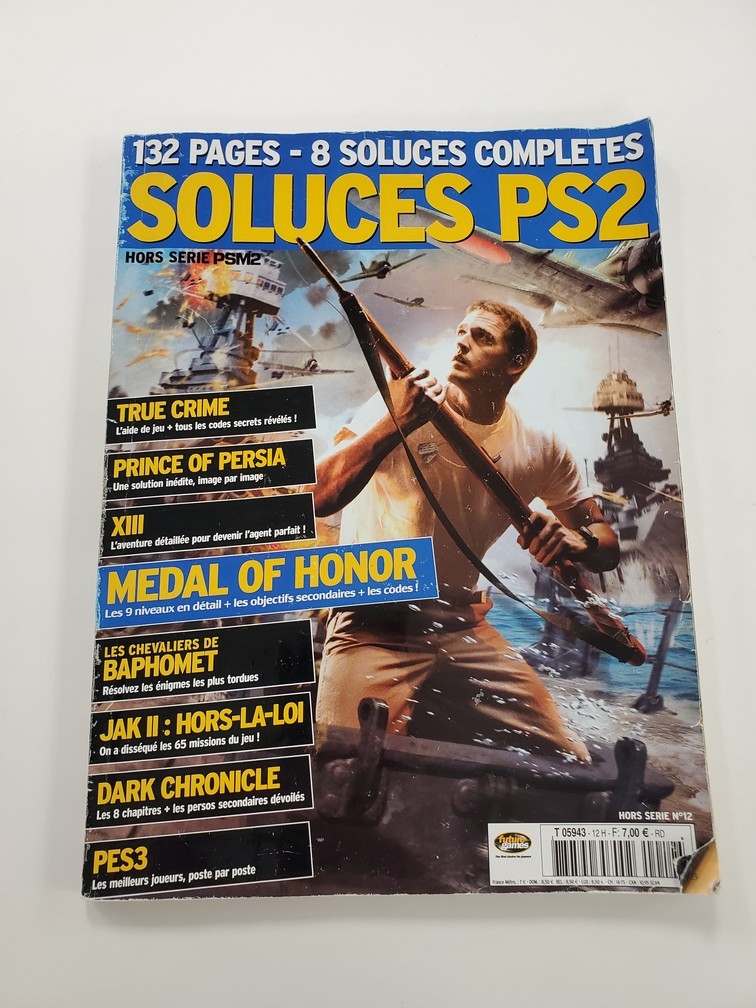 132 PAGES - 8 SOLUCES COMPLETES
SOLUCES PS2
HORS SERIE PSM2
TRUE CRIME
L'aide de jeu + tous les codes secrets révélés !
PRINCE OF PERSIA
Une solution inédite, image par image
XIII
L'aventure détaillée pour devenir l'agent parfait !
MEDAL OF HONOR
Les 9 niveaux en détail + les objectifs secondaires + les codes !
LES CHEVALIERS DE
BAPHOMET
Résolvez les énigmes les plus tordues
JAK II : HORS-LA-LOI
On a disséqué les 65 missions du jeu !
DARK CHRONICLE
Les 8 chapitres + les persos secondaires dévoilés
PES3
Les meilleurs joueurs, poste par poste
HORS SERIE N°12
future games
T 05943 - 12 H - F: 7,00 € - RD